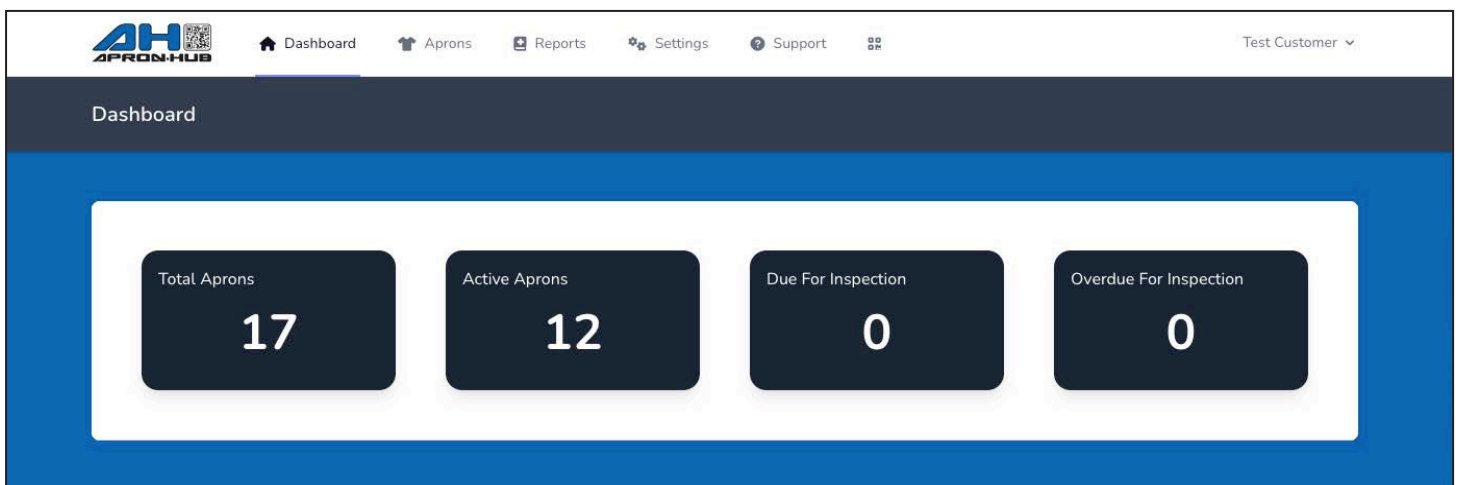 AH
APRON-HUB
Dashboard Aprons Reports Settings Support Test Customer
Dashboard
Total Aprons
17
Active Aprons
12
Due For Inspection
0
Overdue For Inspection
0